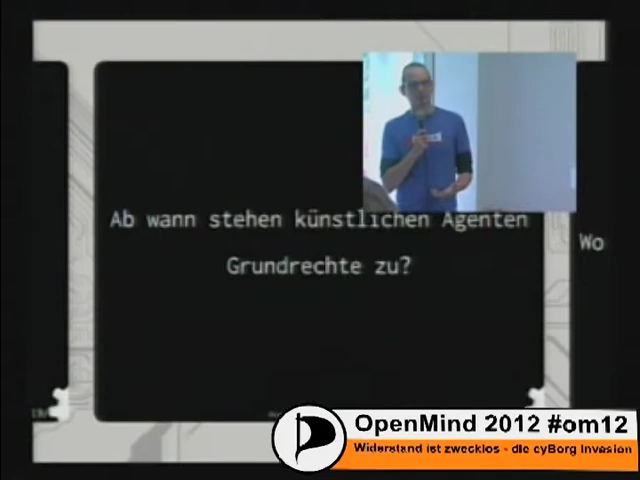 Ab wann stehen künstlichen Agenten
Grundrechte zu?
Wo
OpenMind 2012 #om12
Widerstand ist zwecklos - die cyBorg Invasion